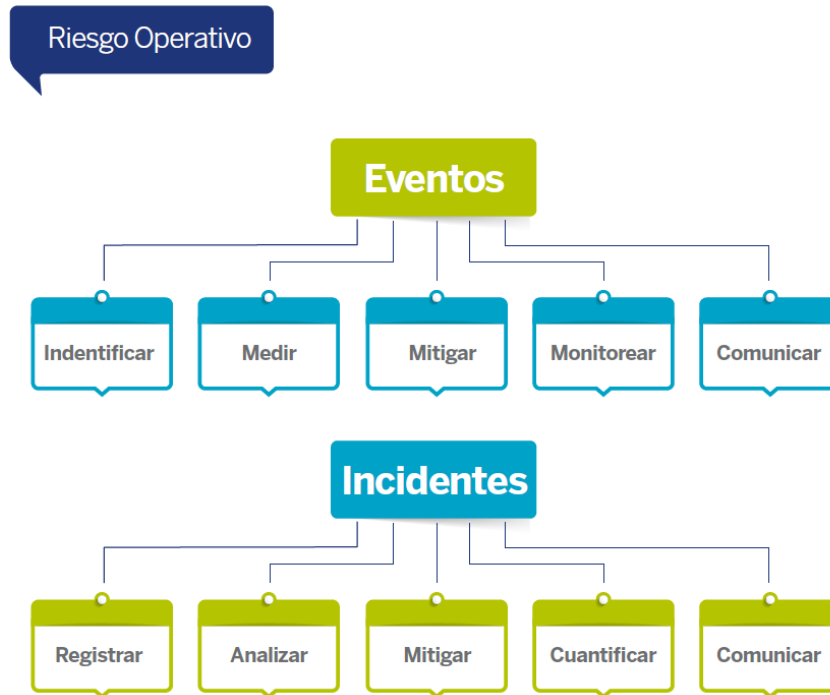 Riesgo Operativo
Eventos
Indentificar
Medir
Mitigar
Monitorear
Comunicar
Incidentes
Registrar
Analizar
Mitigar
Cuantificar
Comunicar